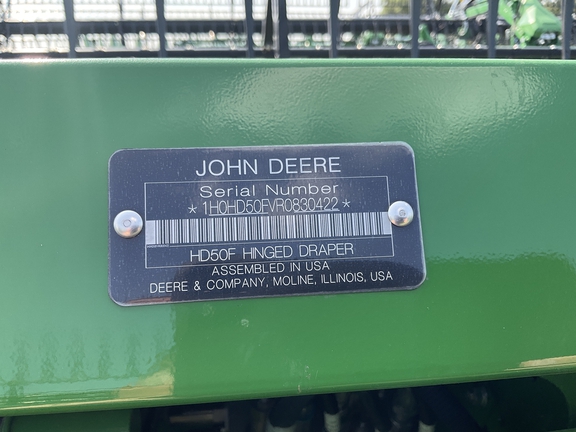 JOHN DEERE
Serial Number
*1H0HD50FVR0830422*
HD50F HINGED DRAPER
ASSEMBLED IN USA
DEERE & COMPANY, MOLINE, ILLINOIS, USA